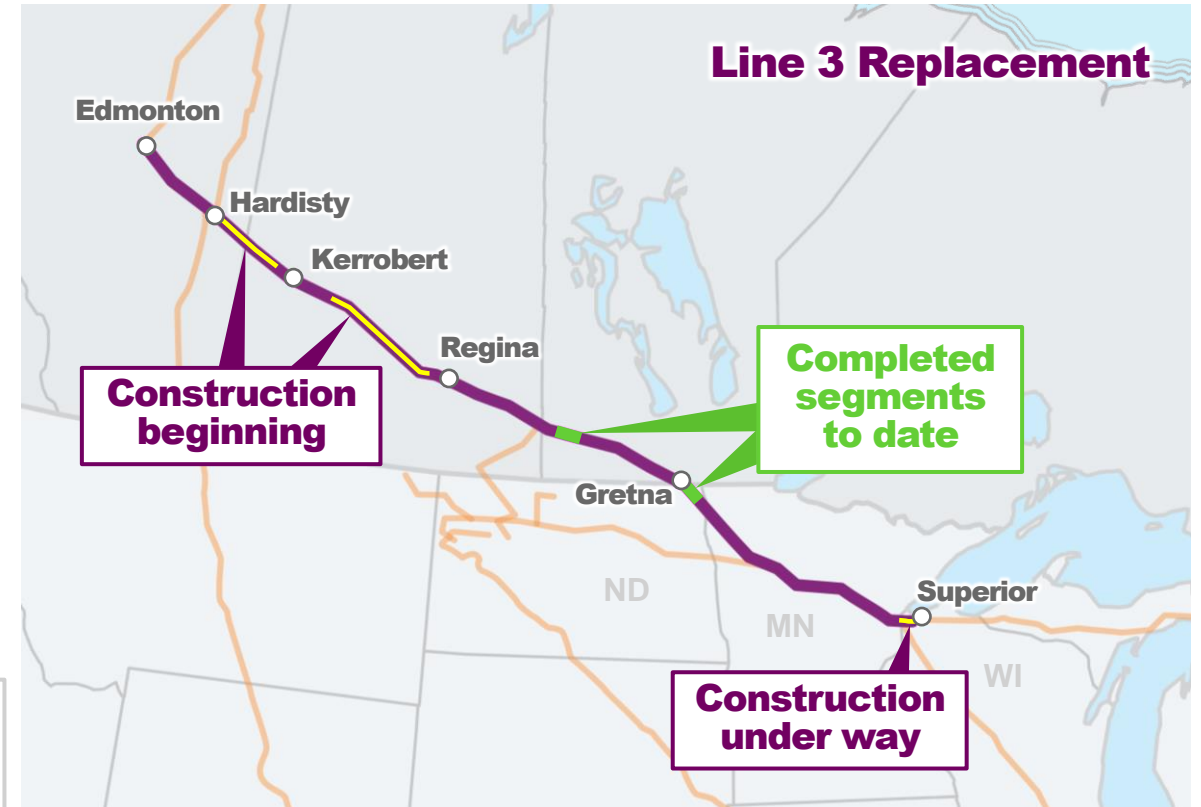 Line 3 Replacement
Edmonton
Hardisty
Kerrobert
Regina
Construction
beginning
Completed
segments
to date
Gretna
ND
MN
Superior
WI
Construction
under way